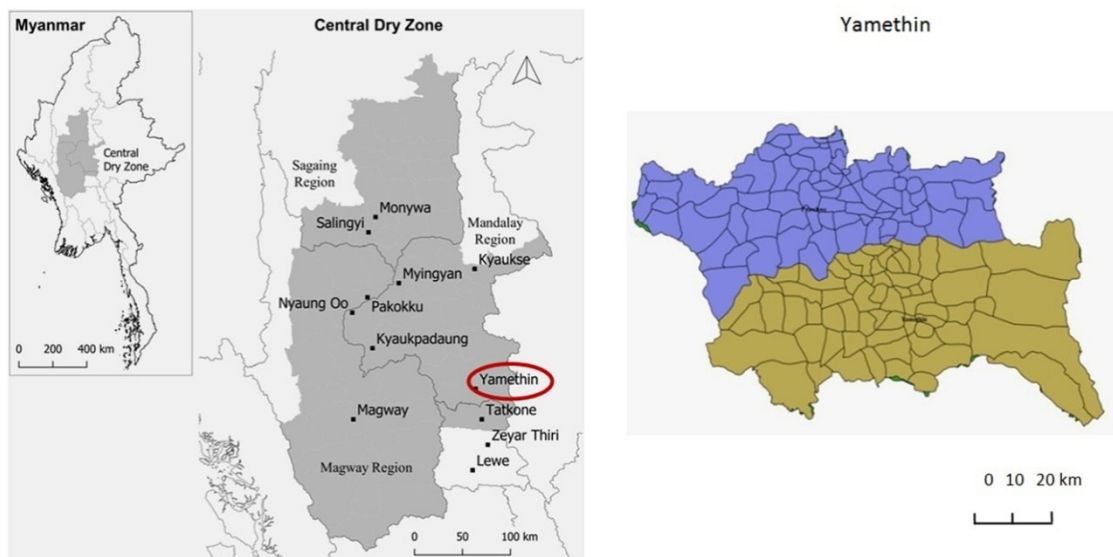 Myanmar
Central
Dry Zone
0 200 400 km
Central Dry Zone
Sagaing
Region
Monywa
Salingyi
Mandalay
Region
Kyaukse
Myingyan
Nyaung Oo
Pakokku
Kyaukpadaung
Yamethin
Magway
Tatkone
Zeyar Thiri
Magway Region
Lewe
0 50 100 km
Yamethin
0 10 20 km